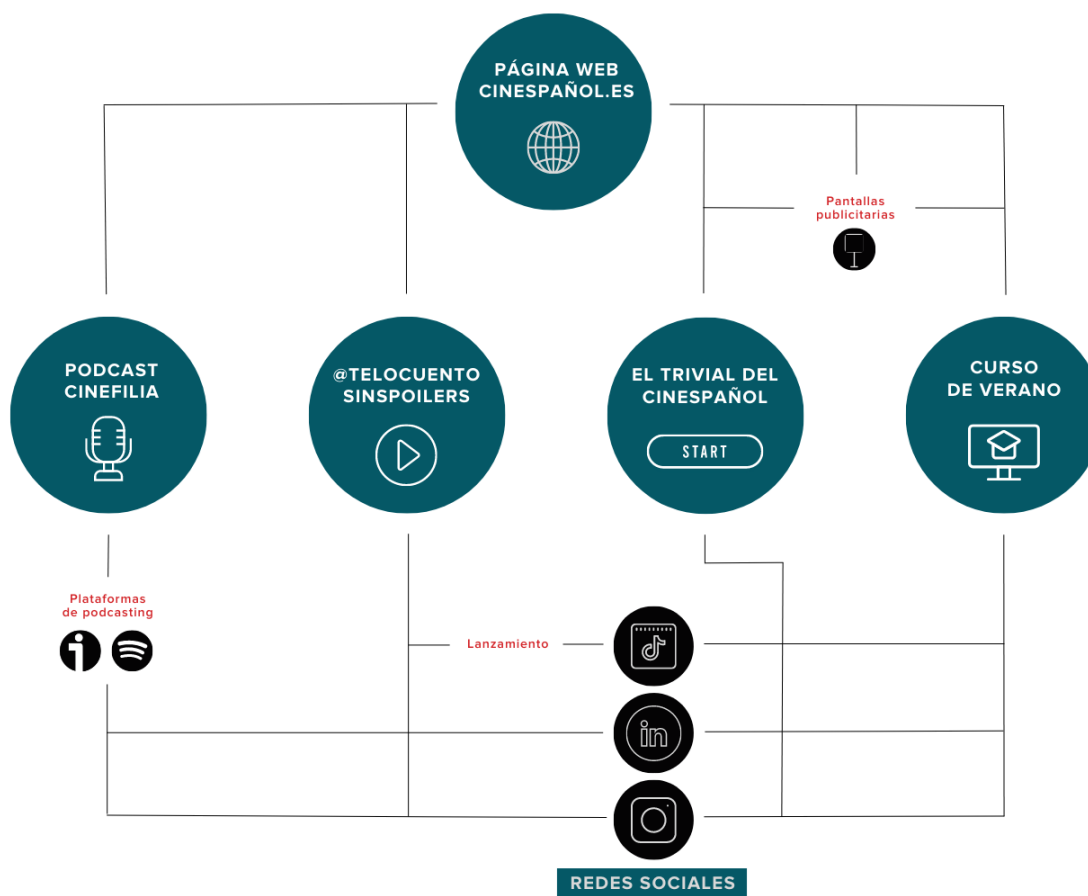 PÁGINA WEB
CINESPAÑOL.ES
Pantallas
publicitarias
PODCAST
CINEFILIA
@TELOCUENTO
SINSPOILERS
EL TRIVIAL DEL
CINESPAÑOL
START
CURSO
DE VERANO
Plataformas
de podcasting
Lanzamiento
in
REDES SOCIALES